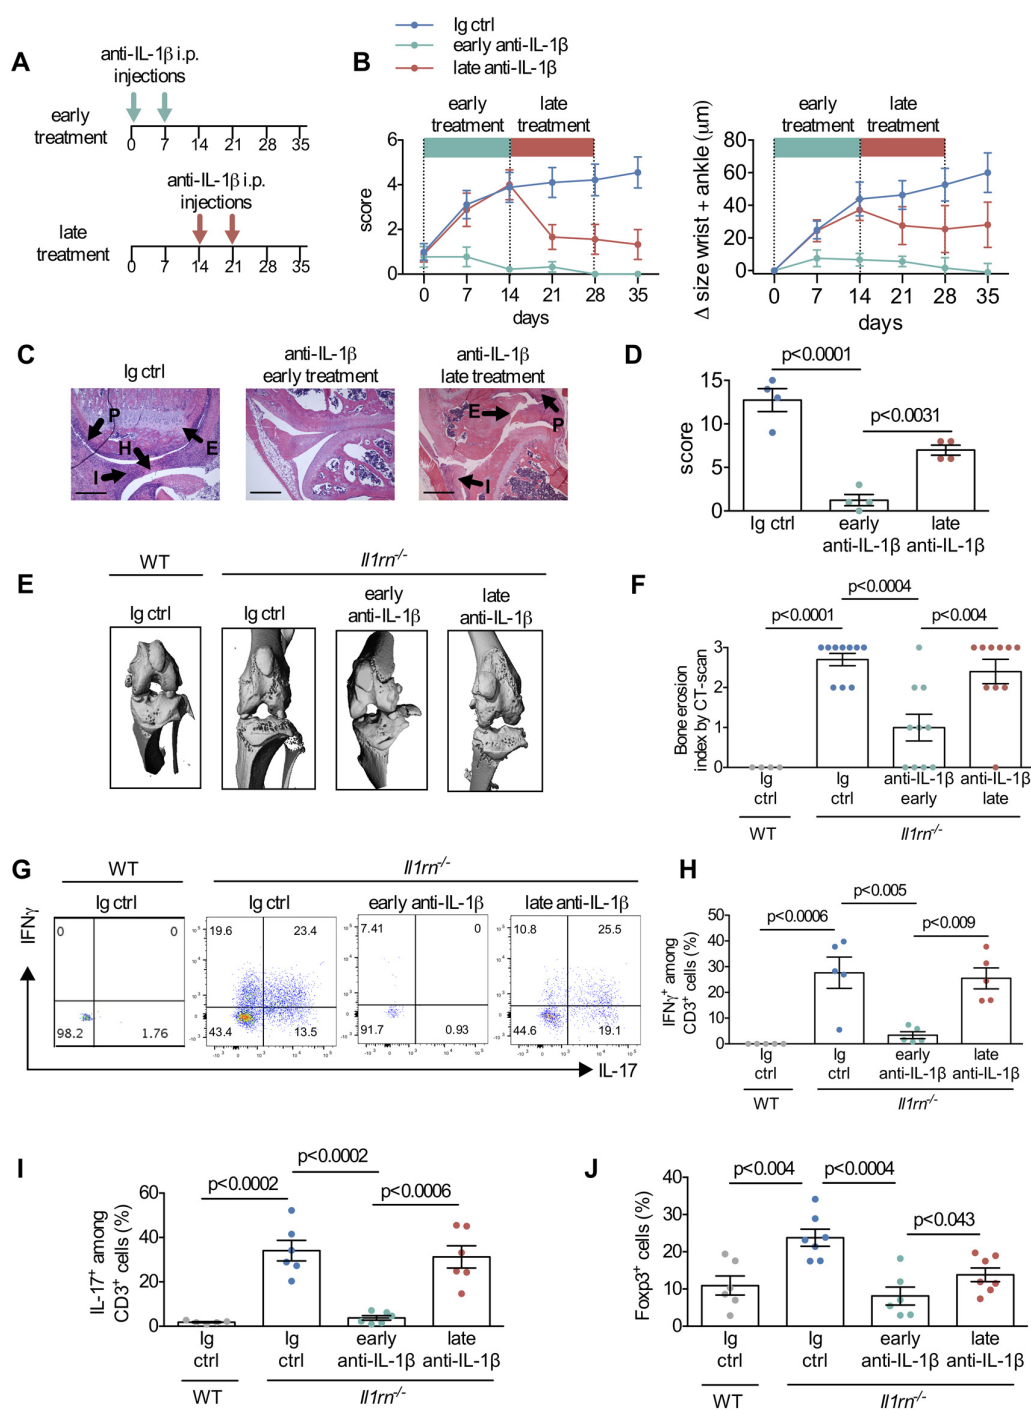 Ig ctrl
early anti-IL-1β
late anti-IL-1β
A
anti-IL-1β i.p.
injections
early
treatment
0 7 14 21 28 35
anti-IL-1β i.p.
injections
late
treatment
0 7 14 21 28 35
B
early
treatment
late
treatment
score
6
4
2
0
0 7 14 21 28 35
days
early
treatment
late
treatment
Δ size wrist + ankle (μm)
80
60
40
20
0
0 7 14 21 28 35
days
C
Ig ctrl
anti-IL-1β
early treatment
anti-IL-1β
late treatment
P
H
E
I
E
P
I
D
p<0.0001
p<0.0031
score
15
10
5
0
Ig ctrl
early
anti-IL-1β
late
anti-IL-1β
E
WT
Il1rn-/-
Ig ctrl
Ig ctrl
early
anti-IL-1β
late
anti-IL-1β
F
p<0.0004
p<0.0001
p<0.004
Bone erosion
index by CT-scan
3
2
1
0
Ig
ctrl
Ig
ctrl
anti-IL-1β
early
anti-IL-1β
late
WT
Il1rn-/-
G
WT
Il1rn-/-
Ig ctrl
Ig ctrl
early anti-IL-1β
late anti-IL-1β
IFNγ
0 0
98.2 1.76
19.6 23.4
43.4 13.5
7.41 0
91.7 0.93
10.8 25.5
44.6 19.1
IL-17
H
p<0.005
p<0.0006
p<0.009
IFNγ+ among
CD3+ cells (%)
50
40
30
20
10
0
Ig
ctrl
Ig
ctrl
early
anti-IL-1β
late
anti-IL-1β
WT
Il1rn-/-
I
p<0.0002
p<0.0002
p<0.0006
IL-17+ among
CD3+ cells (%)
60
40
20
0
Ig
ctrl
Ig
ctrl
early
anti-IL-1β
late
anti-IL-1β
WT
Il1rn-/-
J
p<0.004
p<0.0004
p<0.043
Foxp3+ cells (%)
40
30
20
10
0
Ig
ctrl
Ig
ctrl
early
anti-IL-1β
late
anti-IL-1β
WT
Il1rn-/-